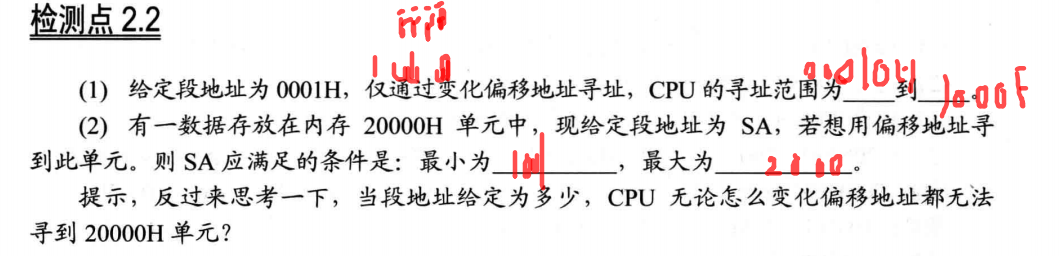 检测点 2.2
(1) 给定段地址为 0001H，仅通过变化偏移地址寻址，CPU 的寻址范围为 00010H 到 1000F。
(2) 有一数据存放在内存 20000H 单元中，现给定段地址为 SA，若想用偏移地址寻
到此单元。则 SA 应满足的条件是：最小为 1001 ，最大为 2000 。
提示，反过来思考一下，当段地址给定为多少，CPU 无论怎么变化偏移地址都无法
寻到 20000H 单元？